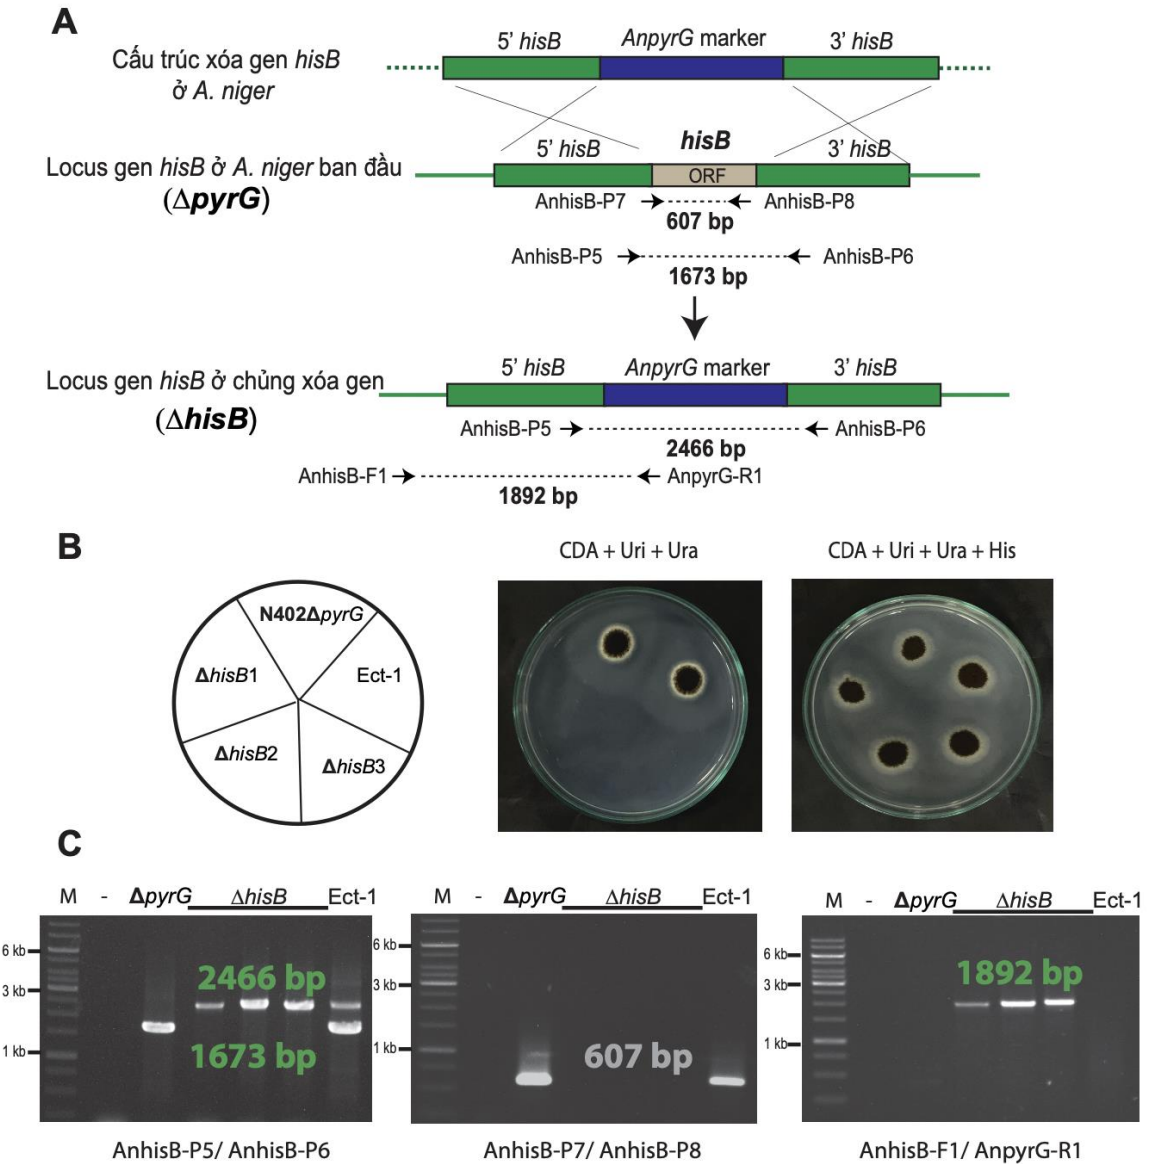 A
5' hisB
AnpyrG marker
3' hisB
Cấu trúc xóa gen hisB
ở A. niger
hisB
5' hisB
3' hisB
Locus gen hisB ở A. niger ban đầu
ORF
(ΔpyrG)
AnhisB-P7
AnhisB-P8
607 bp
AnhisB-P5
AnhisB-P6
1673 bp
5' hisB
AnpyrG marker
3' hisB
Locus gen hisB ở chủng xóa gen
(ΔhisB)
AnhisB-P5
AnhisB-P6
2466 bp
AnhisB-F1
AnpyrG-R1
1892 bp
B
CDA + Uri + Ura
CDA + Uri + Ura + His
N402ΔpyrG
ΔhisB1
Ect-1
ΔhisB2
ΔhisB3
C
M - ΔpyrG ΔhisB Ect-1
6 kb
3 kb
1 kb
2466 bp
1673 bp
AnhisB-P5/ AnhisB-P6
M - ΔpyrG ΔhisB Ect-1
6 kb
3 kb
1 kb
607 bp
AnhisB-P7/ AnhisB-P8
M - ΔpyrG ΔhisB Ect-1
6 kb
3 kb
1 kb
1892 bp
AnhisB-F1/ AnpyrG-R1